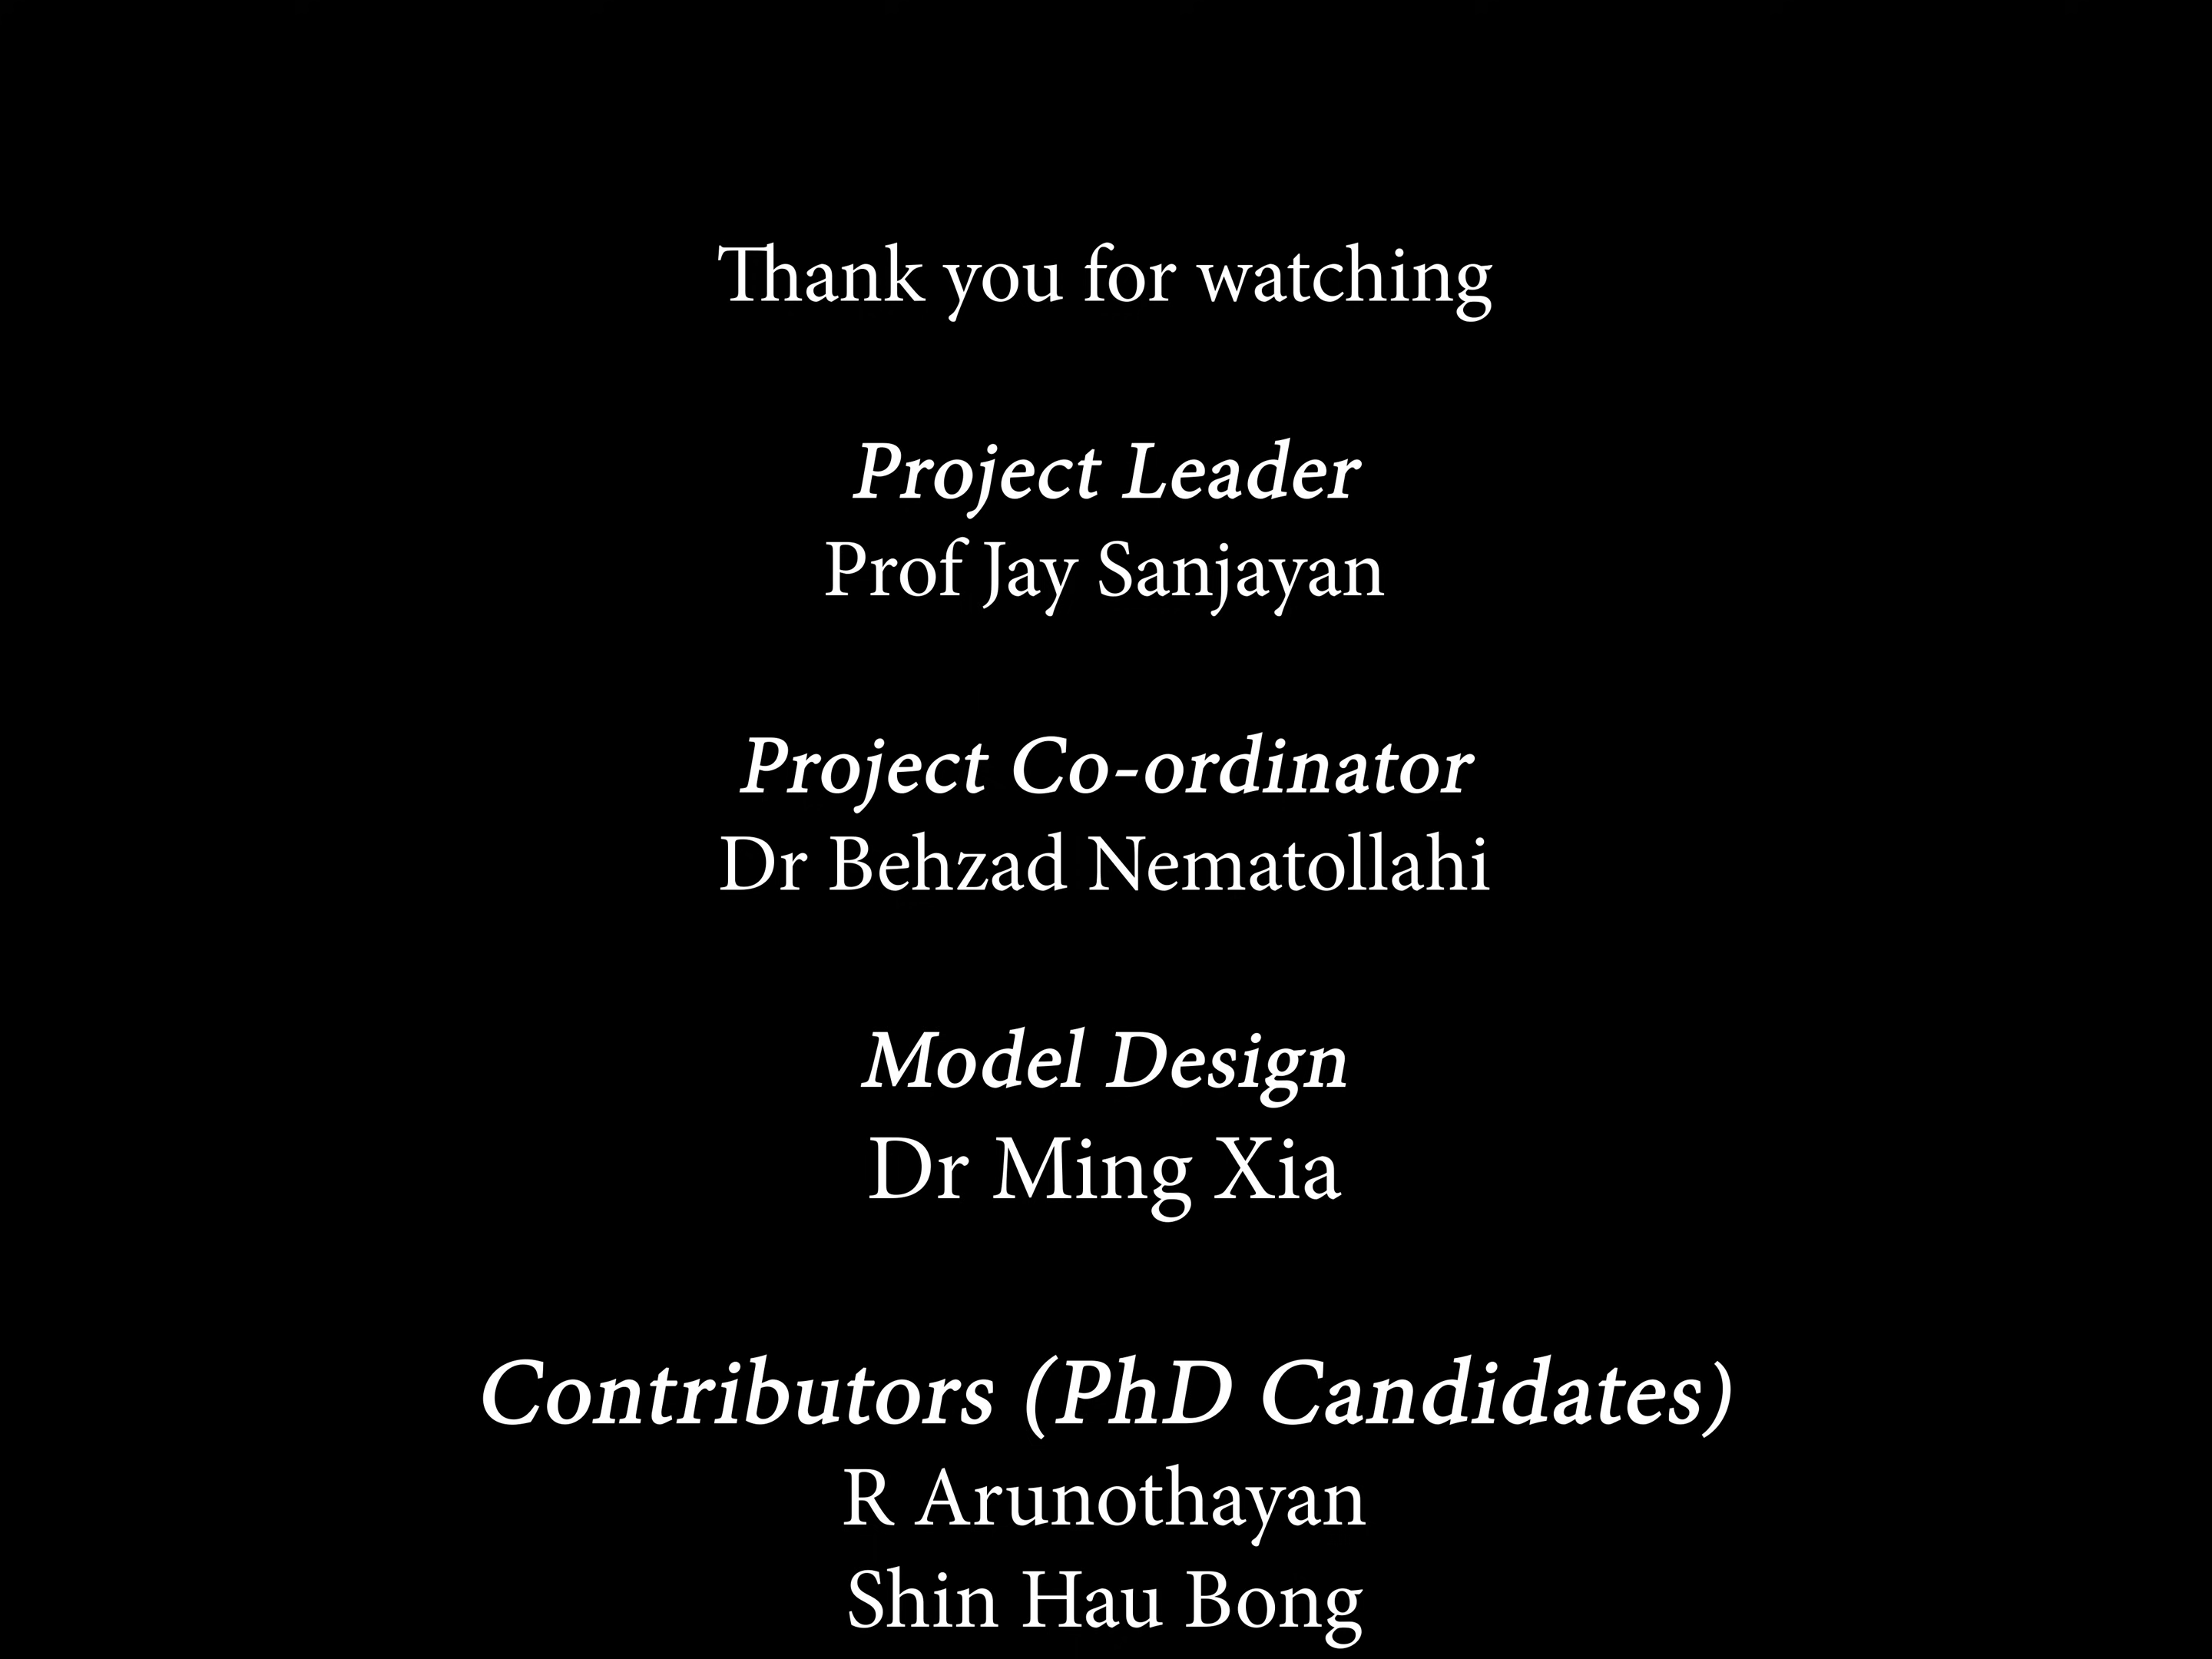 Thank you for watching
Project Leader
Prof Jay Sanjayan
Project Co-ordinator
Dr Behzad Nematollahi
Model Design
Dr Ming Xia
Contributors (PhD Candidates)
R Arunothayan
Shin Hau Bong